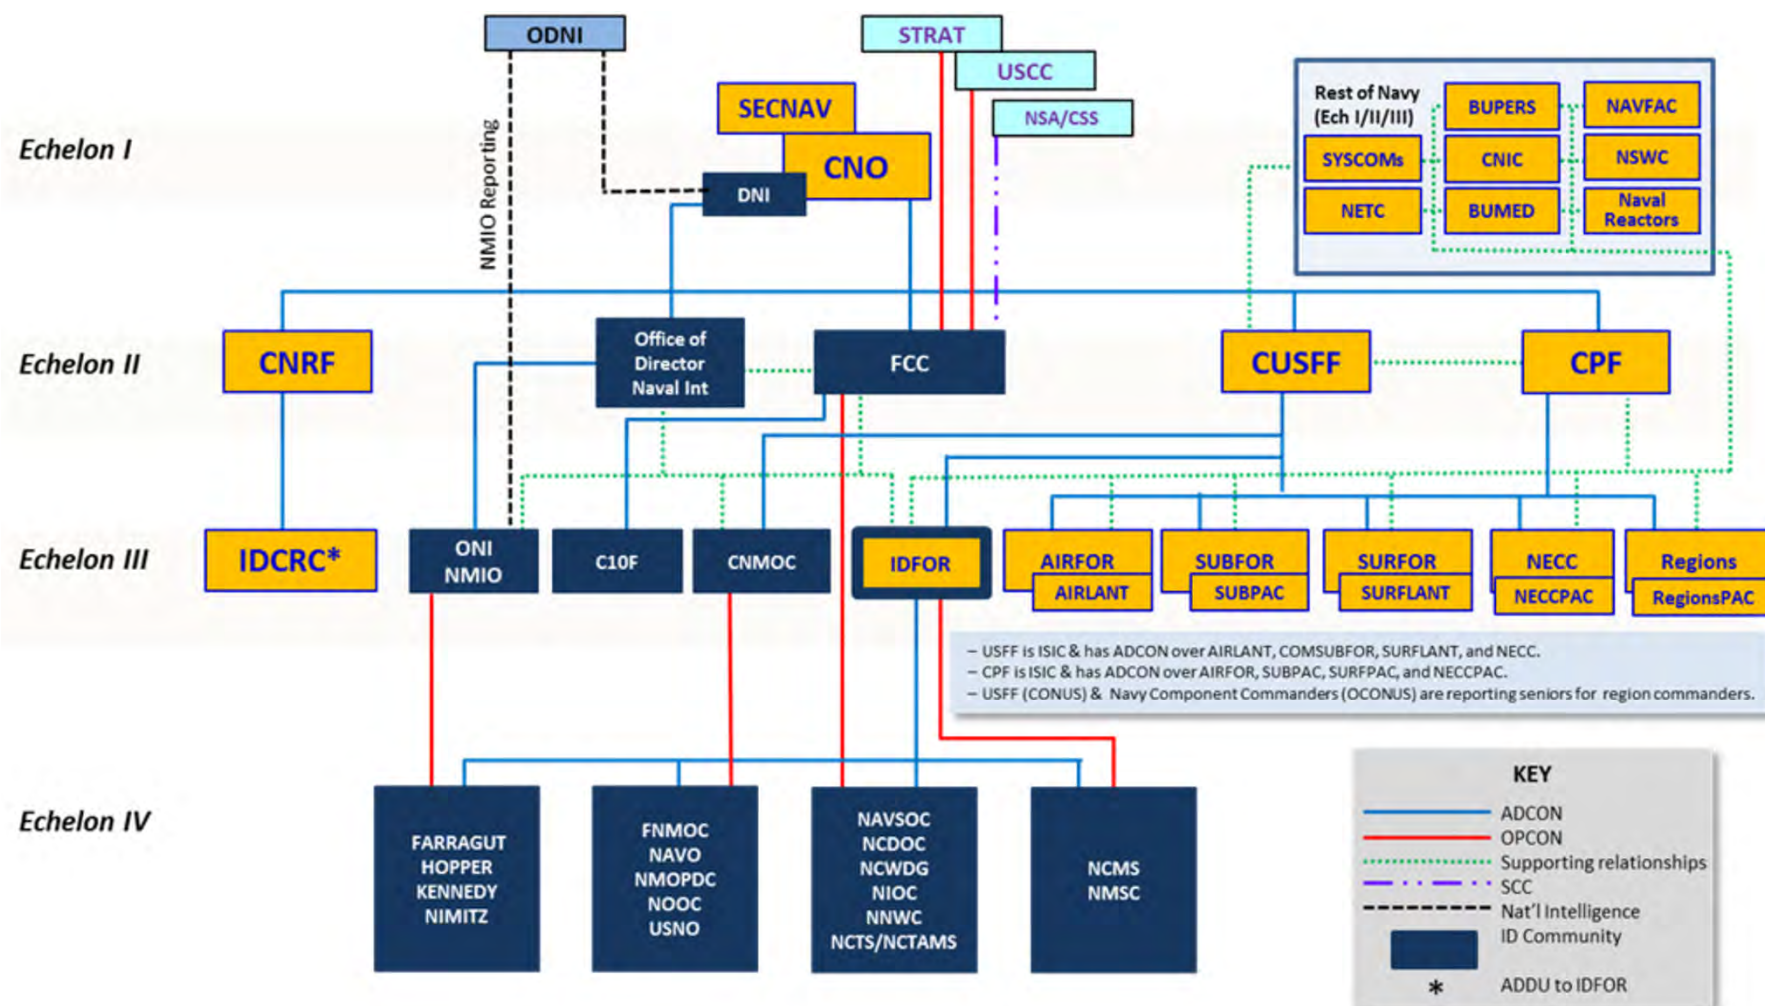 ODNI
STRAT
USCC
NSA/CSS
SECNAV
CNO
DNI
Echelon I
NMIO Reporting
Rest of Navy
(Ech I/II/III)
BUPERS
NAVFAC
SYSCOMs
CNIC
NSWC
NETC
BUMED
Naval
Reactors
Echelon II
CNRF
Office of
Director
Naval Int
FCC
CUSFF
CPF
Echelon III
IDCRC*
ONI
NMIO
C10F
CNMOC
IDFOR
AIRFOR
AIRLANT
SUBFOR
SUBPAC
SURFOR
SURFLANT
NECC
NECCPAC
Regions
RegionsPAC
– USFF is ISIC & has ADCON over AIRLANT, COMSUBFOR, SURFLANT, and NECC.
– CPF is ISIC & has ADCON over AIRFOR, SUBPAC, SURFPAC, and NECCPAC.
– USFF (CONUS) & Navy Component Commanders (OCONUS) are reporting seniors for region commanders.
Echelon IV
FARRAGUT
HOPPER
KENNEDY
NIMITZ
FNMOC
NAVO
NMOPDC
NOOC
USNO
NAVSOC
NCDOC
NCWDG
NIOC
NNWC
NCTS/NCTAMS
NCMS
NMSC
KEY
ADCON
OPCON
Supporting relationships
SCC
Nat'l Intelligence
ID Community
* ADDU to IDFOR